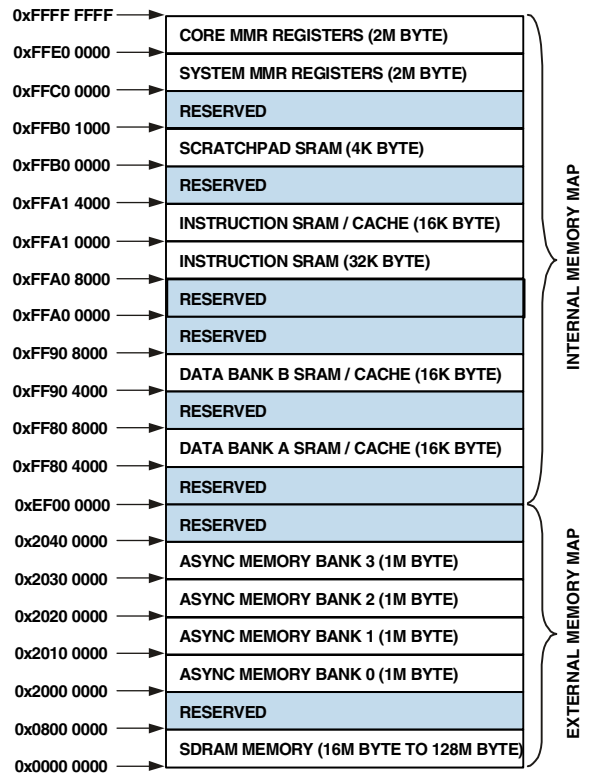 0xFFFF FFFF
CORE MMR REGISTERS (2M BYTE)
0xFFE0 0000
SYSTEM MMR REGISTERS (2M BYTE)
0xFFC0 0000
RESERVED
0xFFB0 1000
SCRATCHPAD SRAM (4K BYTE)
0xFFB0 0000
RESERVED
0xFFA1 4000
INSTRUCTION SRAM / CACHE (16K BYTE)
0xFFA1 0000
INSTRUCTION SRAM (32K BYTE)
0xFFA0 8000
RESERVED
0xFFA0 0000
RESERVED
0xFF90 8000
DATA BANK B SRAM / CACHE (16K BYTE)
0xFF90 4000
RESERVED
0xFF80 8000
DATA BANK A SRAM / CACHE (16K BYTE)
0xFF80 4000
RESERVED
0xEF00 0000
RESERVED
0x2040 0000
ASYNC MEMORY BANK 3 (1M BYTE)
0x2030 0000
ASYNC MEMORY BANK 2 (1M BYTE)
0x2020 0000
ASYNC MEMORY BANK 1 (1M BYTE)
0x2010 0000
ASYNC MEMORY BANK 0 (1M BYTE)
0x2000 0000
RESERVED
0x0800 0000
SDRAM MEMORY (16M BYTE TO 128M BYTE)
0x0000 0000
INTERNAL MEMORY MAP
EXTERNAL MEMORY MAP